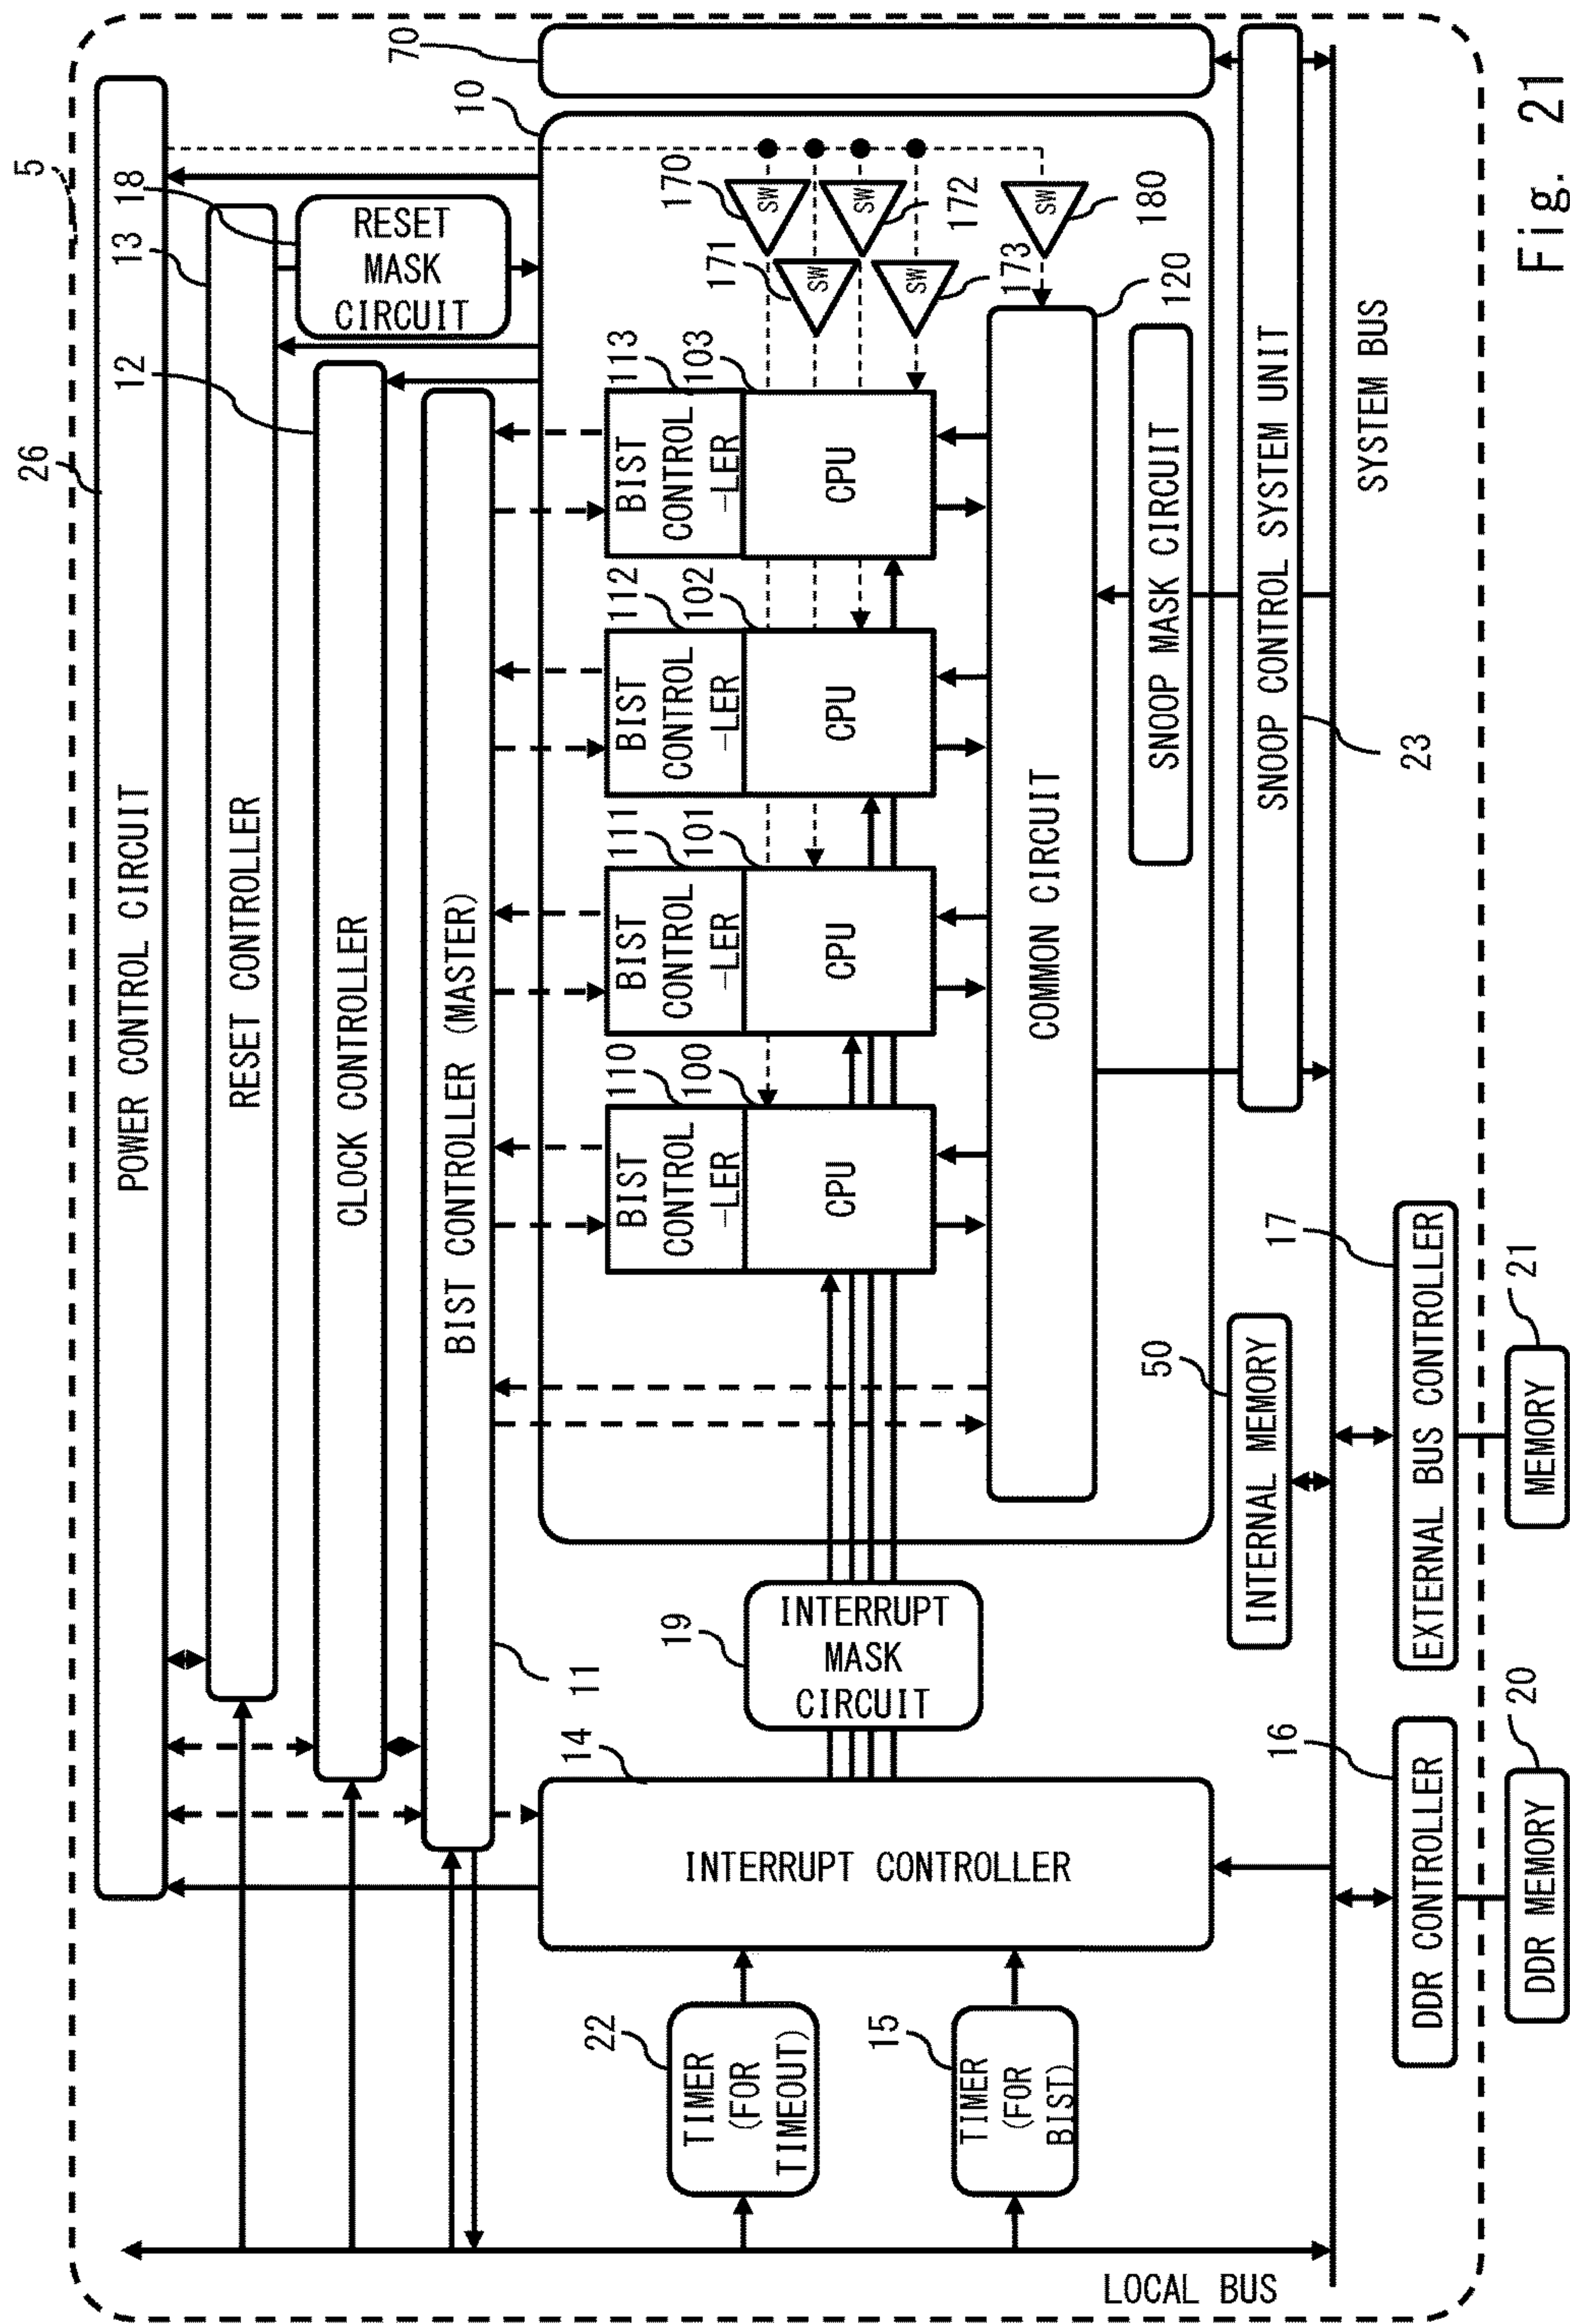 5
26
POWER CONTROL CIRCUIT
13
RESET CONTROLLER
18
RESET
MASK
CIRCUIT
12
CLOCK CONTROLLER
BIST CONTROLLER (MASTER)
11
10
70
110
BIST
CONTROL
-LER
100
CPU
111
BIST
CONTROL
-LER
101
CPU
112
BIST
CONTROL
-LER
102
CPU
113
BIST
CONTROL
-LER
103
CPU
170
SW
171
SW
172
SW
173
SW
180
SW
COMMON CIRCUIT
120
SNOOP MASK CIRCUIT
SNOOP CONTROL SYSTEM UNIT
23
SYSTEM BUS
19
INTERRUPT
MASK
CIRCUIT
14
INTERRUPT CONTROLLER
22
TIMER
(FOR
TIMEOUT)
15
TIMER
(FOR
BIST)
LOCAL BUS
50
INTERNAL MEMORY
16
DDR CONTROLLER
17
EXTERNAL BUS CONTROLLER
20
DDR MEMORY
21
MEMORY
Fig. 21